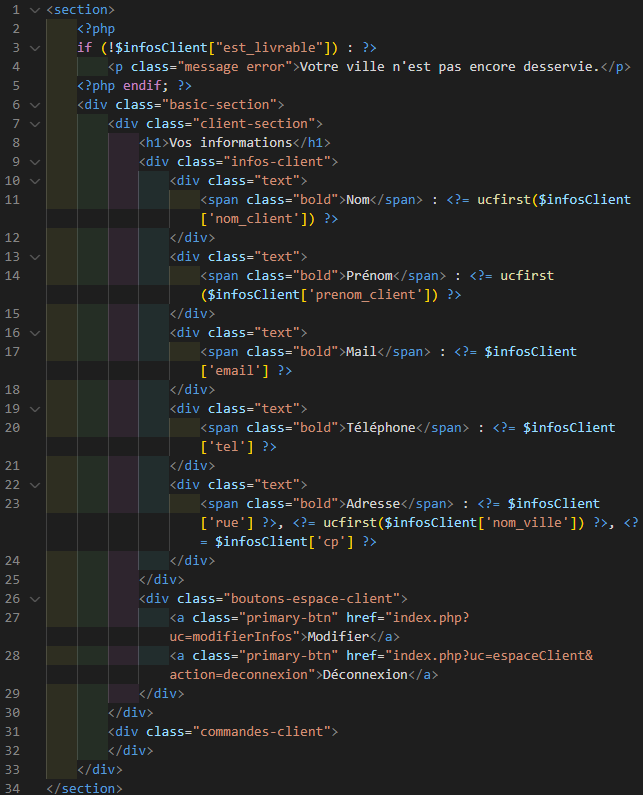 1 <section>
2 <?php
3 if (!$infosClient["est_livrable"]) : ?>
4 <p class="message error">Votre ville n'est pas encore desservie.</p>
5 <?php endif; ?>
6 <div class="basic-section">
7 <div class="client-section">
8 <h1>Vos informations</h1>
9 <div class="infos-client">
10 <div class="text">
11 <span class="bold">Nom</span> : <?= ucfirst($infosClient
['nom_client']) ?>
12 </div>
13 <div class="text">
14 <span class="bold">Prénom</span> : <?= ucfirst
($infosClient['prenom_client']) ?>
15 </div>
16 <div class="text">
17 <span class="bold">Mail</span> : <?= $infosClient
['email'] ?>
18 </div>
19 <div class="text">
20 <span class="bold">Téléphone</span> : <?= $infosClient
['tel'] ?>
21 </div>
22 <div class="text">
23 <span class="bold">Adresse</span> : <?= $infosClient
['rue'] ?>, <?= ucfirst($infosClient['nom_ville']) ?>, <?
= $infosClient['cp'] ?>
24 </div>
25 </div>
26 <div class="boutons-espace-client">
27 <a class="primary-btn" href="index.php?
uc=modifierInfos">Modifier</a>
28 <a class="primary-btn" href="index.php?uc=espaceClient&
action=deconnexion">Déconnexion</a>
29 </div>
30 </div>
31 <div class="commandes-client">
32 </div>
33 </div>
34 </section>